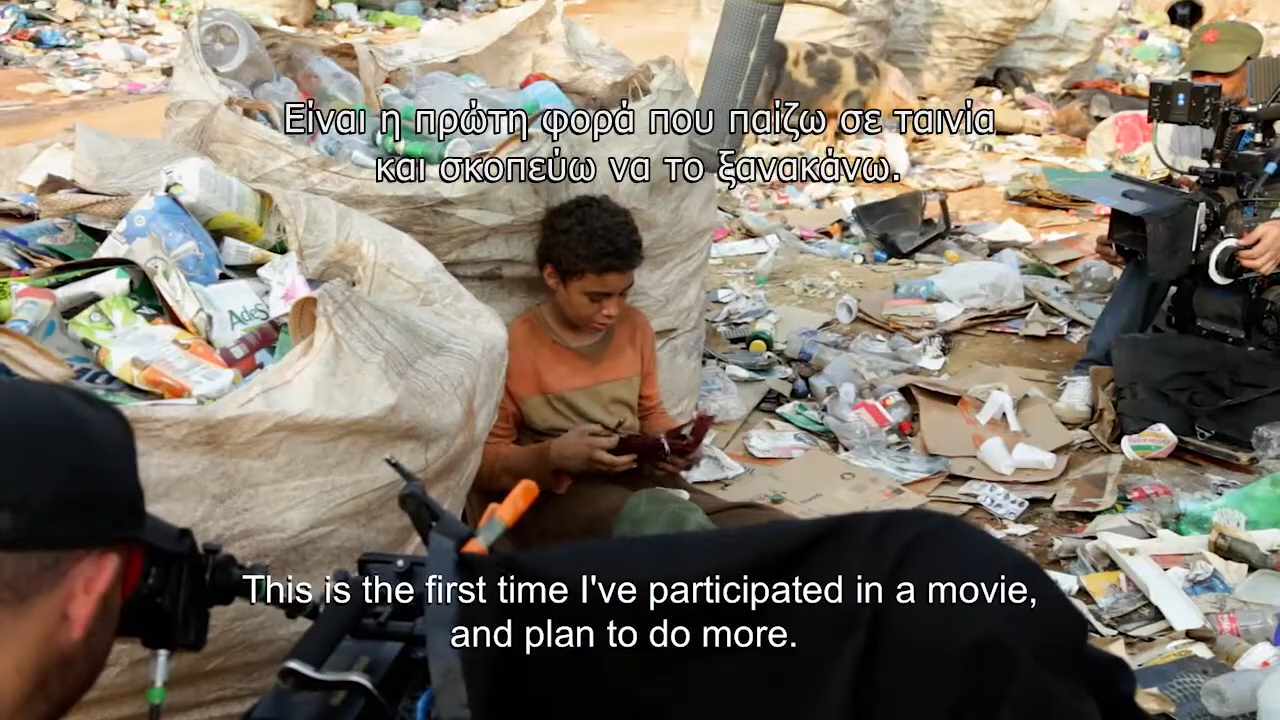 Είναι η πρώτη φορά που παίζω σε ταινία
και σκοπεύω να το ξανακάνω.
AdeS
This is the first time I've participated in a movie,
and plan to do more.